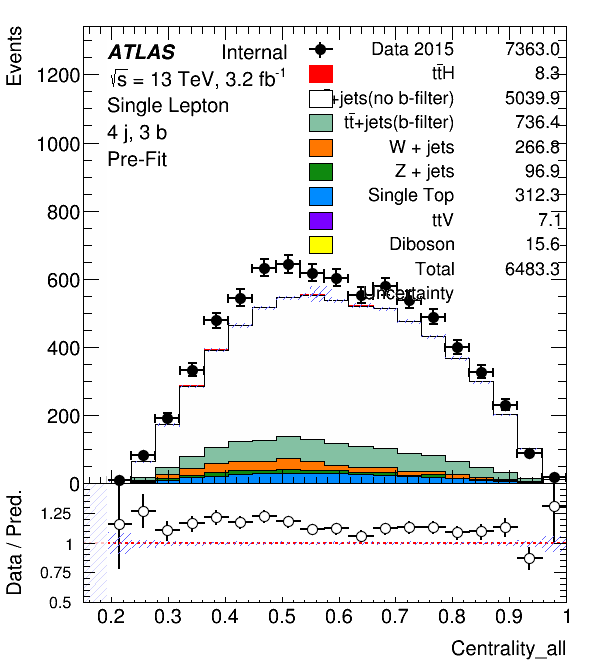 Events
ATLAS Internal
√s = 13 TeV, 3.2 fb-1
Single Lepton
4 j, 3 b
Pre-Fit
Data 2015 7363.0
tt̄H 8.3
+jets(no b-filter) 5039.9
tt̄+jets(b-filter) 736.4
W + jets 266.8
Z + jets 96.9
Single Top 312.3
ttV 7.1
Diboson 15.6
Total 6483.3
Uncertainty
1200
1000
800
600
400
200
0
Data / Pred.
1.25
1
0.75
0.5
0.2 0.3 0.4 0.5 0.6 0.7 0.8 0.9 1
Centrality_all